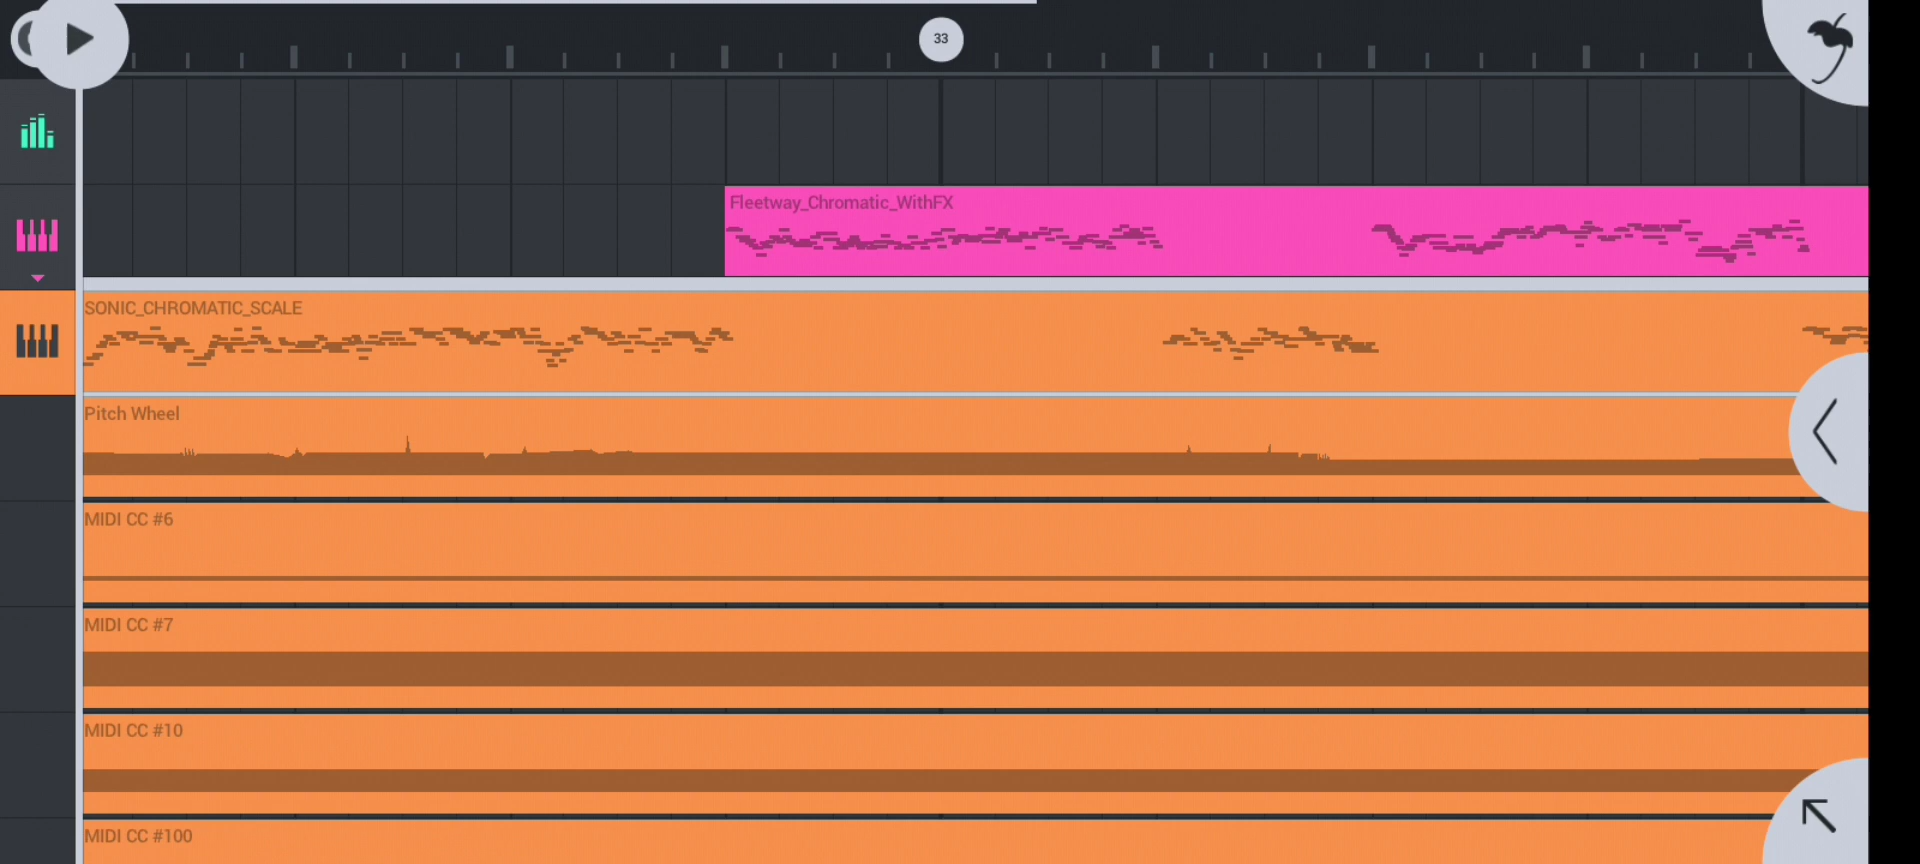 33
Fleetway_Chromatic_WithFX
SONIC_CHROMATIC_SCALE
Pitch Wheel
MIDI CC #6
MIDI CC #7
MIDI CC #10
MIDI CC #100